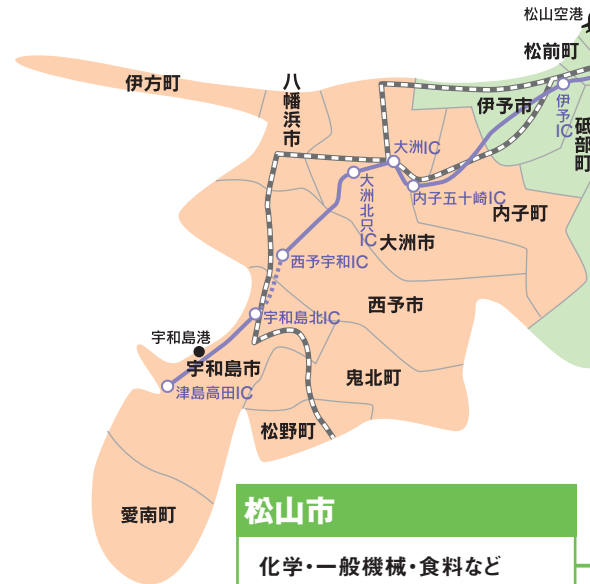 松山空港
松前町
伊方町
八幡浜市
伊予市
伊予IC
砥部町
大洲IC
大洲北只IC
内子五十崎IC
内子町
大洲市
西予宇和IC
西予市
宇和島北IC
宇和島港
宇和島市
津島高田IC
鬼北町
松野町
愛南町
松山市
化学・一般機械・食料など